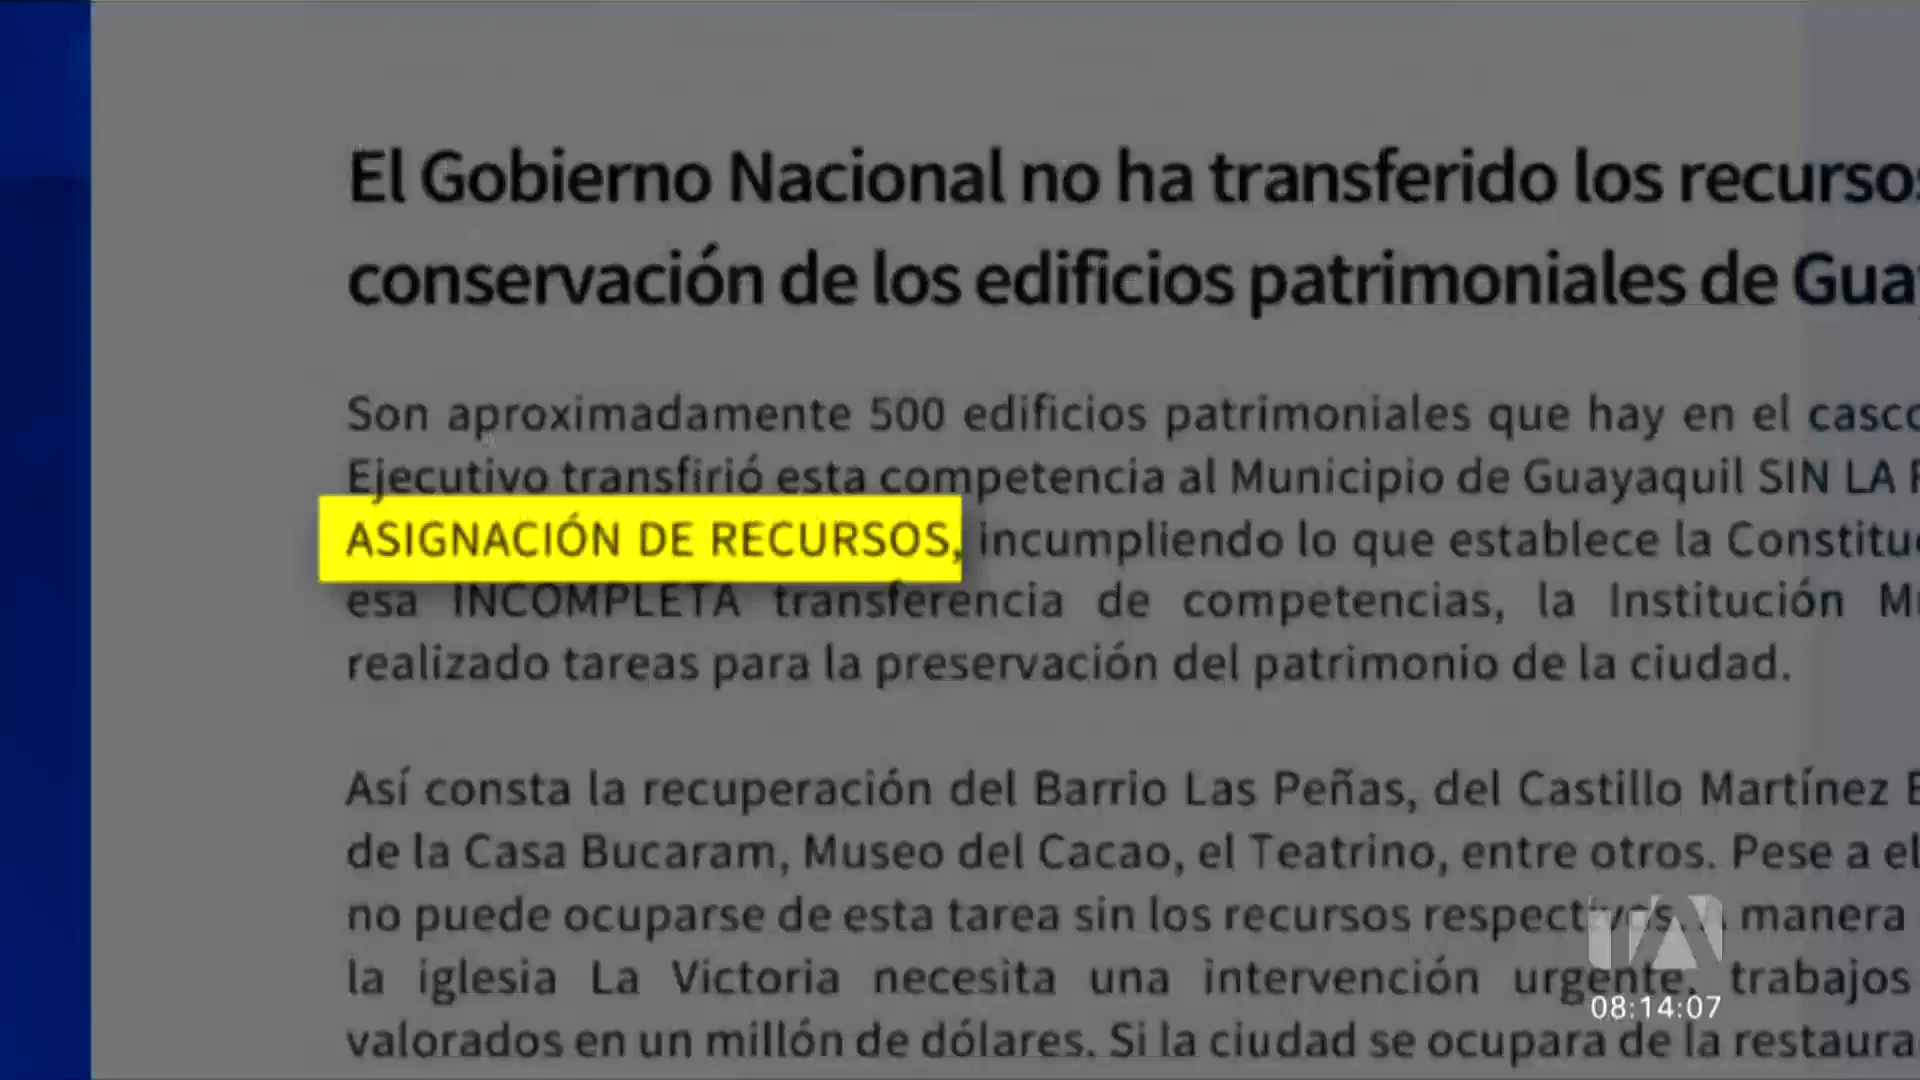 El Gobierno Nacional no ha transferido los recursos
conservación de los edificios patrimoniales de Gua
Son aproximadamente 500 edificios patrimoniales que hay en el casco
Ejecutivo transfirió esta competencia al Municipio de Guayaquil SIN LA
ASIGNACIÓN DE RECURSOS, incumpliendo lo que establece la Constitu
esa INCOMPLETA transferencia de competencias, la Institución M
realizado tareas para la preservación del patrimonio de la ciudad.
Así consta la recuperación del Barrio Las Peñas, del Castillo Martínez
de la Casa Bucaram, Museo del Cacao, el Teatrino, entre otros. Pese a el
no puede ocuparse de esta tarea sin los recursos respectivos. A manera
la iglesia La Victoria necesita una intervención urgente, trabajos
valorados en un millón de dólares. Si la ciudad se ocupara de la restaura
08:14:07